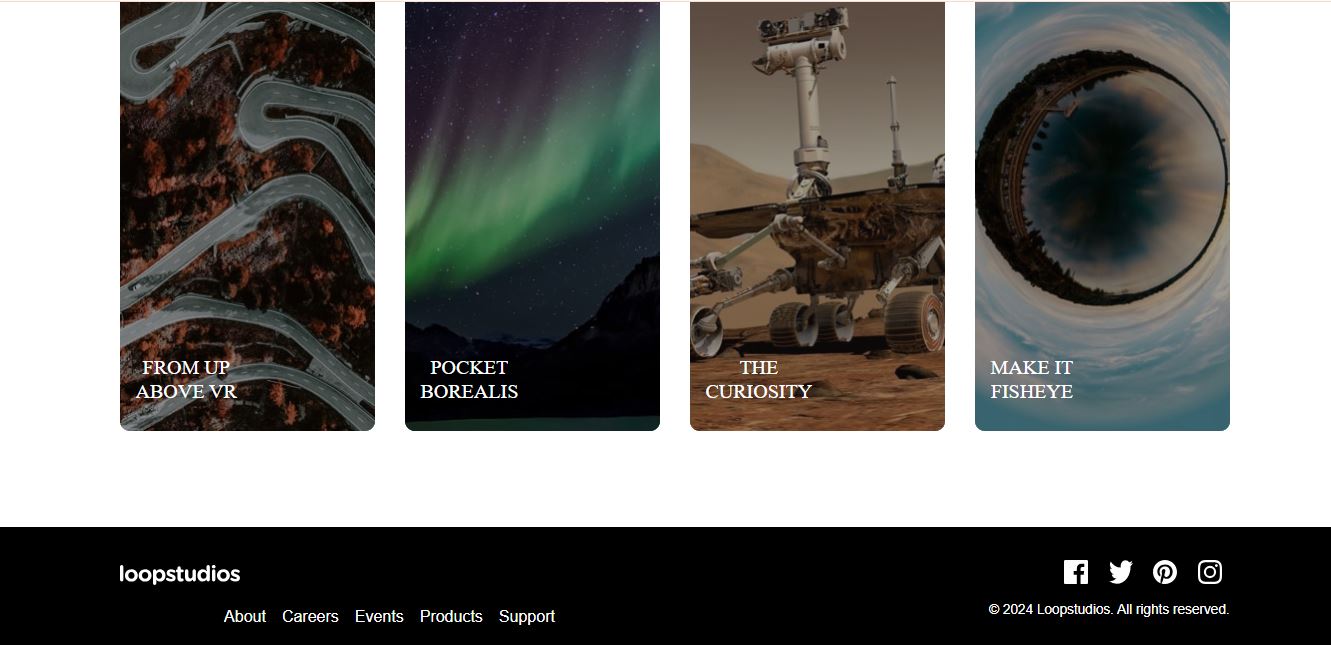 FROM UP
ABOVE VR
POCKET
BOREALIS
THE
CURIOSITY
MAKE IT
FISHEYE
loopstudios
About Careers Events Products Support
© 2024 Loopstudios. All rights reserved.